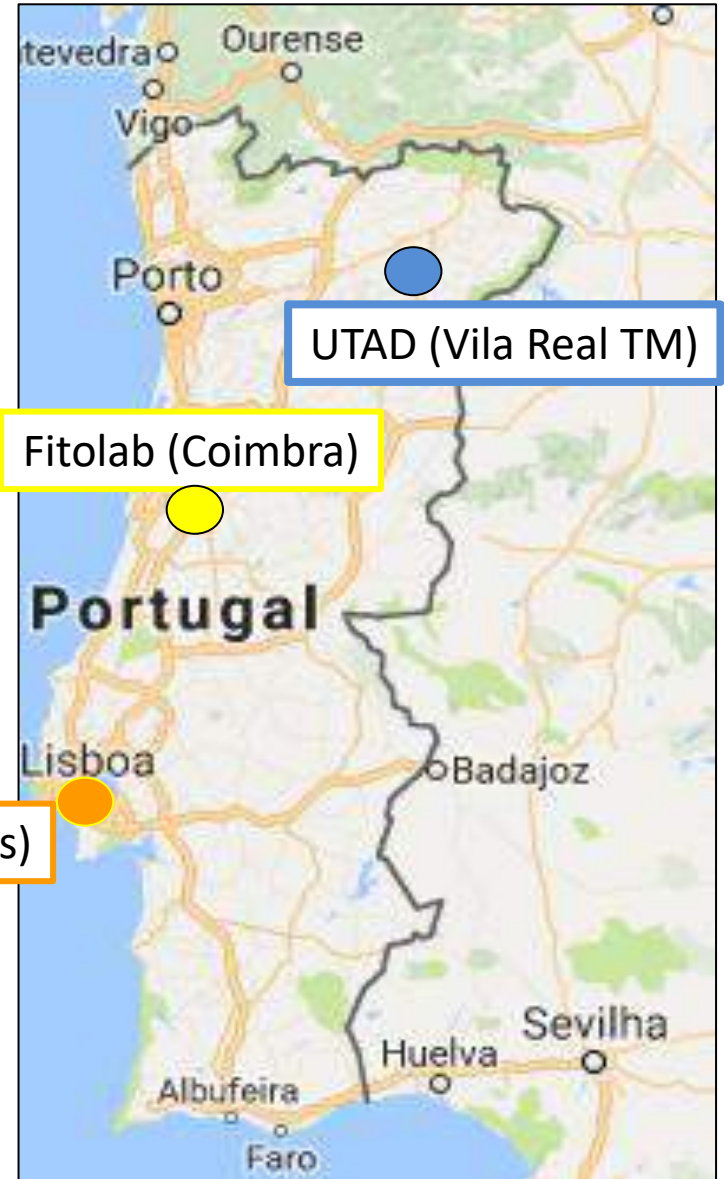 tevedra
Ourense
Vigo
Porto
UTAD (Vila Real TM)
Fitolab (Coimbra)
Portugal
Lisboa
Badajoz
s)
Sevilha
Huelva
Albufeira
Faro